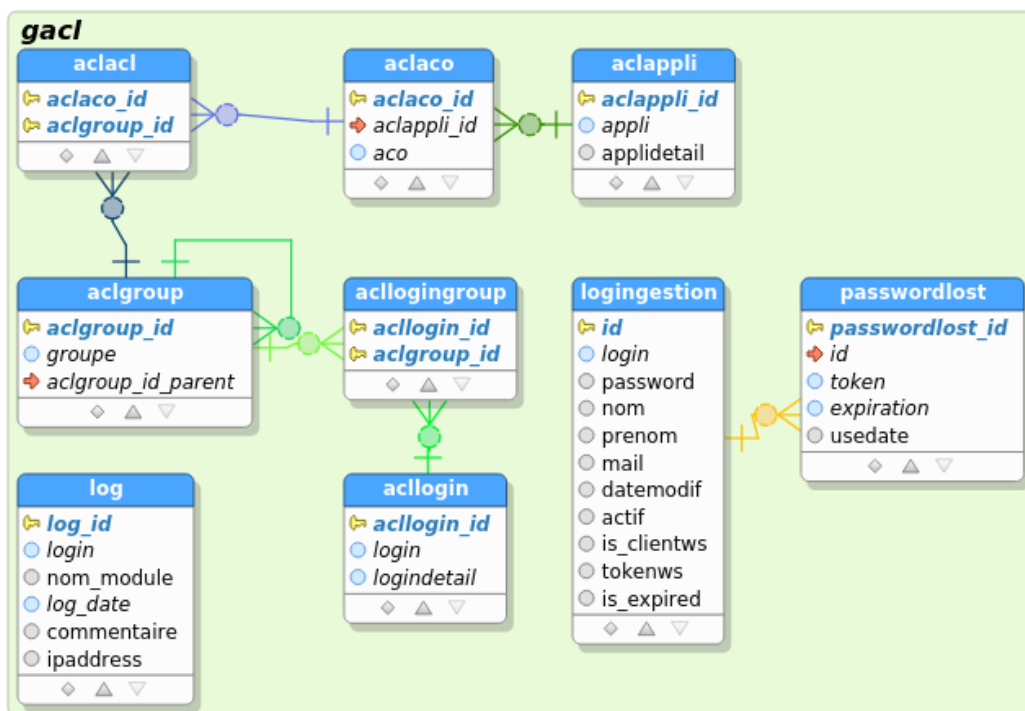 gacl
aclacl
aclaco_id
aclgroup_id
aclaco
aclaco_id
aclappli_id
aco
aclappli
aclappli_id
appli
applidetail
aclgroup
aclgroup_id
groupe
aclgroup_id_parent
acllogingroup
acllogin_id
aclgroup_id
logingestion
id
login
password
nom
prenom
mail
datemodif
actif
is_clientws
tokenws
is_expired
passwordlost
passwordlost_id
id
token
expiration
usedate
log
log_id
login
nom_module
log_date
commentaire
ipaddress
acllogin
acllogin_id
login
logindetail